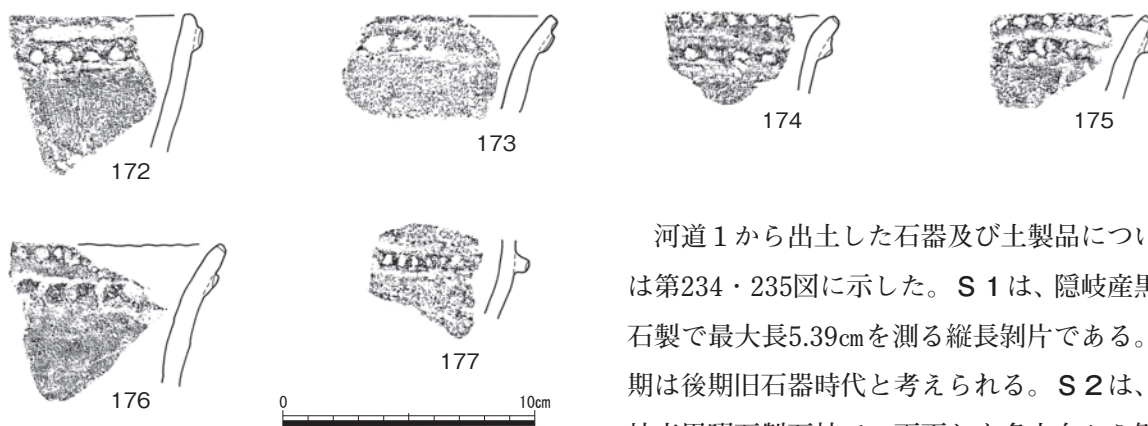 172
173
174
175
176
177
0 10cm
河道１から出土した石器及び土製品につい
は第234・235図に示した。Ｓ１は、隠岐産黒
石製で最大長5.39㎝を測る縦長剝片である。
期は後期旧石器時代と考えられる。Ｓ２は、